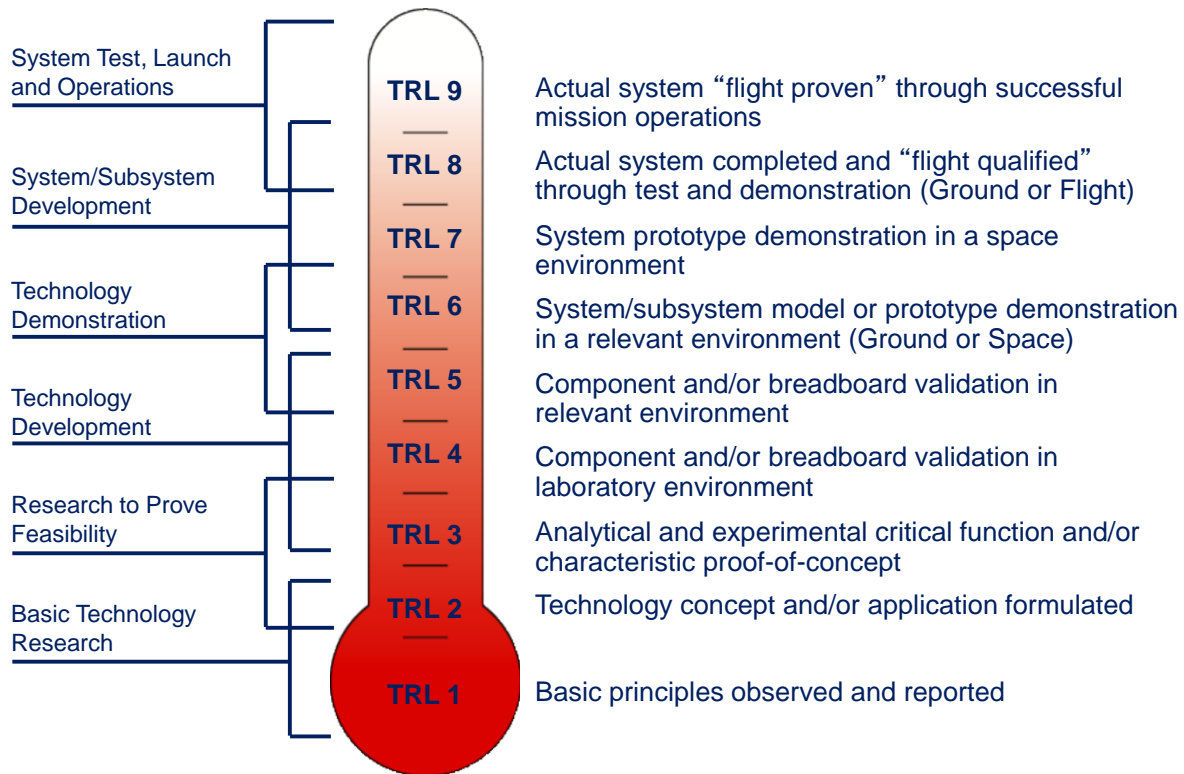 System Test, Launch
and Operations
System/Subsystem
Development
Technology
Demonstration
Technology
Development
Research to Prove
Feasibility
Basic Technology
Research
TRL 9
TRL 8
TRL 7
TRL 6
TRL 5
TRL 4
TRL 3
TRL 2
TRL 1
Actual system “flight proven” through successful
mission operations
Actual system completed and “flight qualified”
through test and demonstration (Ground or Flight)
System prototype demonstration in a space
environment
System/subsystem model or prototype demonstration
in a relevant environment (Ground or Space)
Component and/or breadboard validation in
relevant environment
Component and/or breadboard validation in
laboratory environment
Analytical and experimental critical function and/or
characteristic proof-of-concept
Technology concept and/or application formulated
Basic principles observed and reported